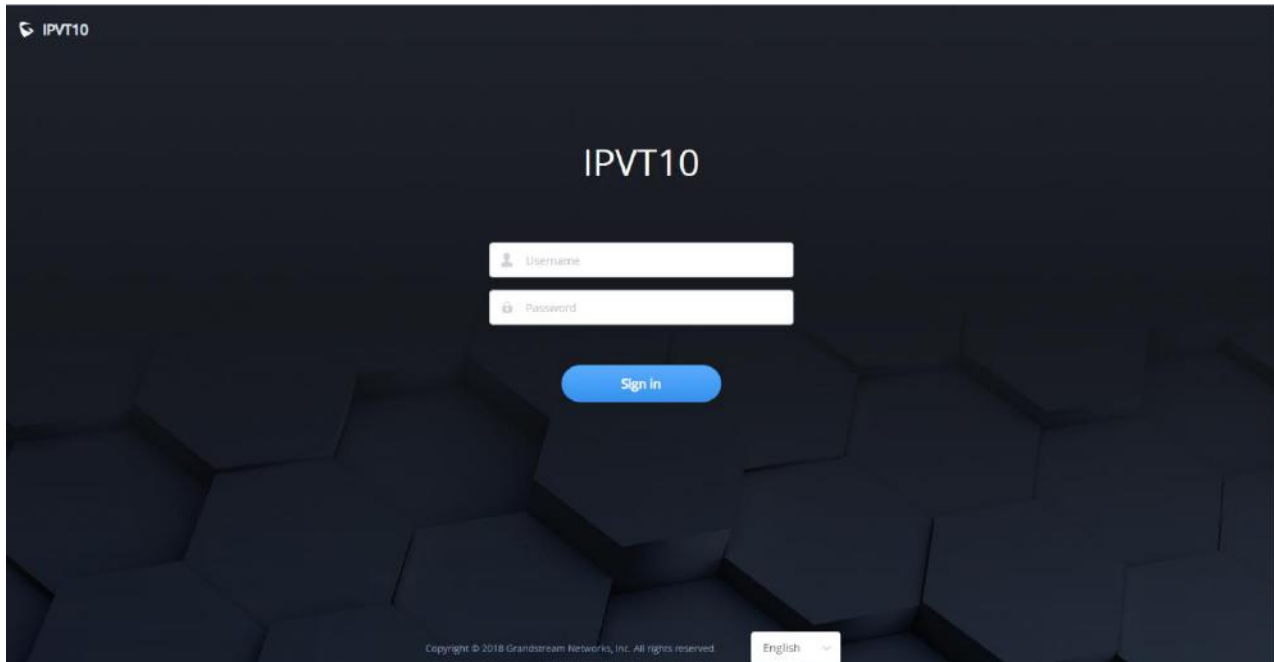 IPVT10
IPVT10
Username
Password
Sign in
Copyright © 2018 Grandstream Networks, Inc. All rights reserved.
English